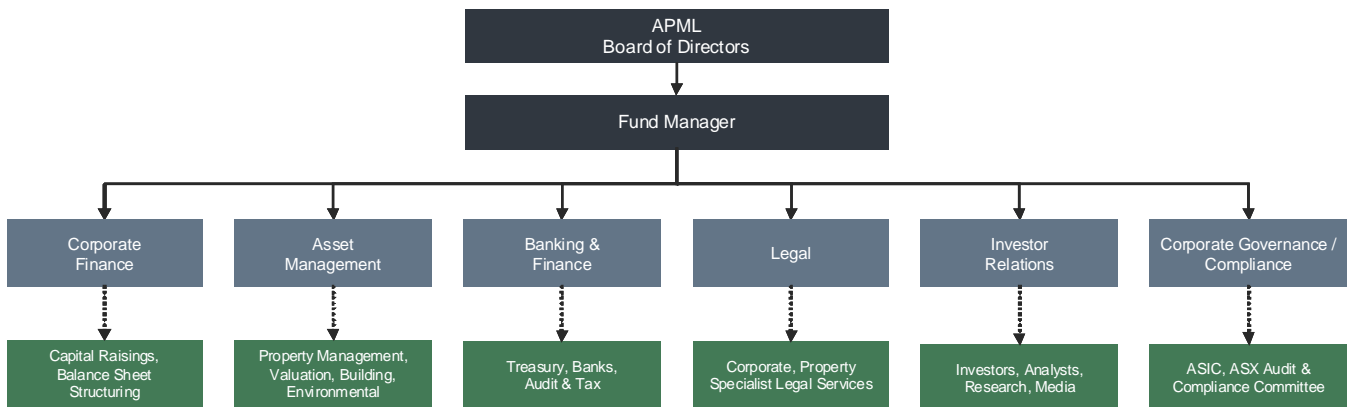 APML
Board of Directors
Fund Manager
Corporate
Finance
Asset
Management
Banking &
Finance
Legal
Investor
Relations
Corporate Governance /
Compliance
Capital Raisings,
Balance Sheet
Structuring
Property Management,
Valuation, Building,
Environmental
Treasury, Banks,
Audit & Tax
Corporate, Property
Specialist Legal Services
Investors, Analysts,
Research, Media
ASIC, ASX Audit &
Compliance Committee